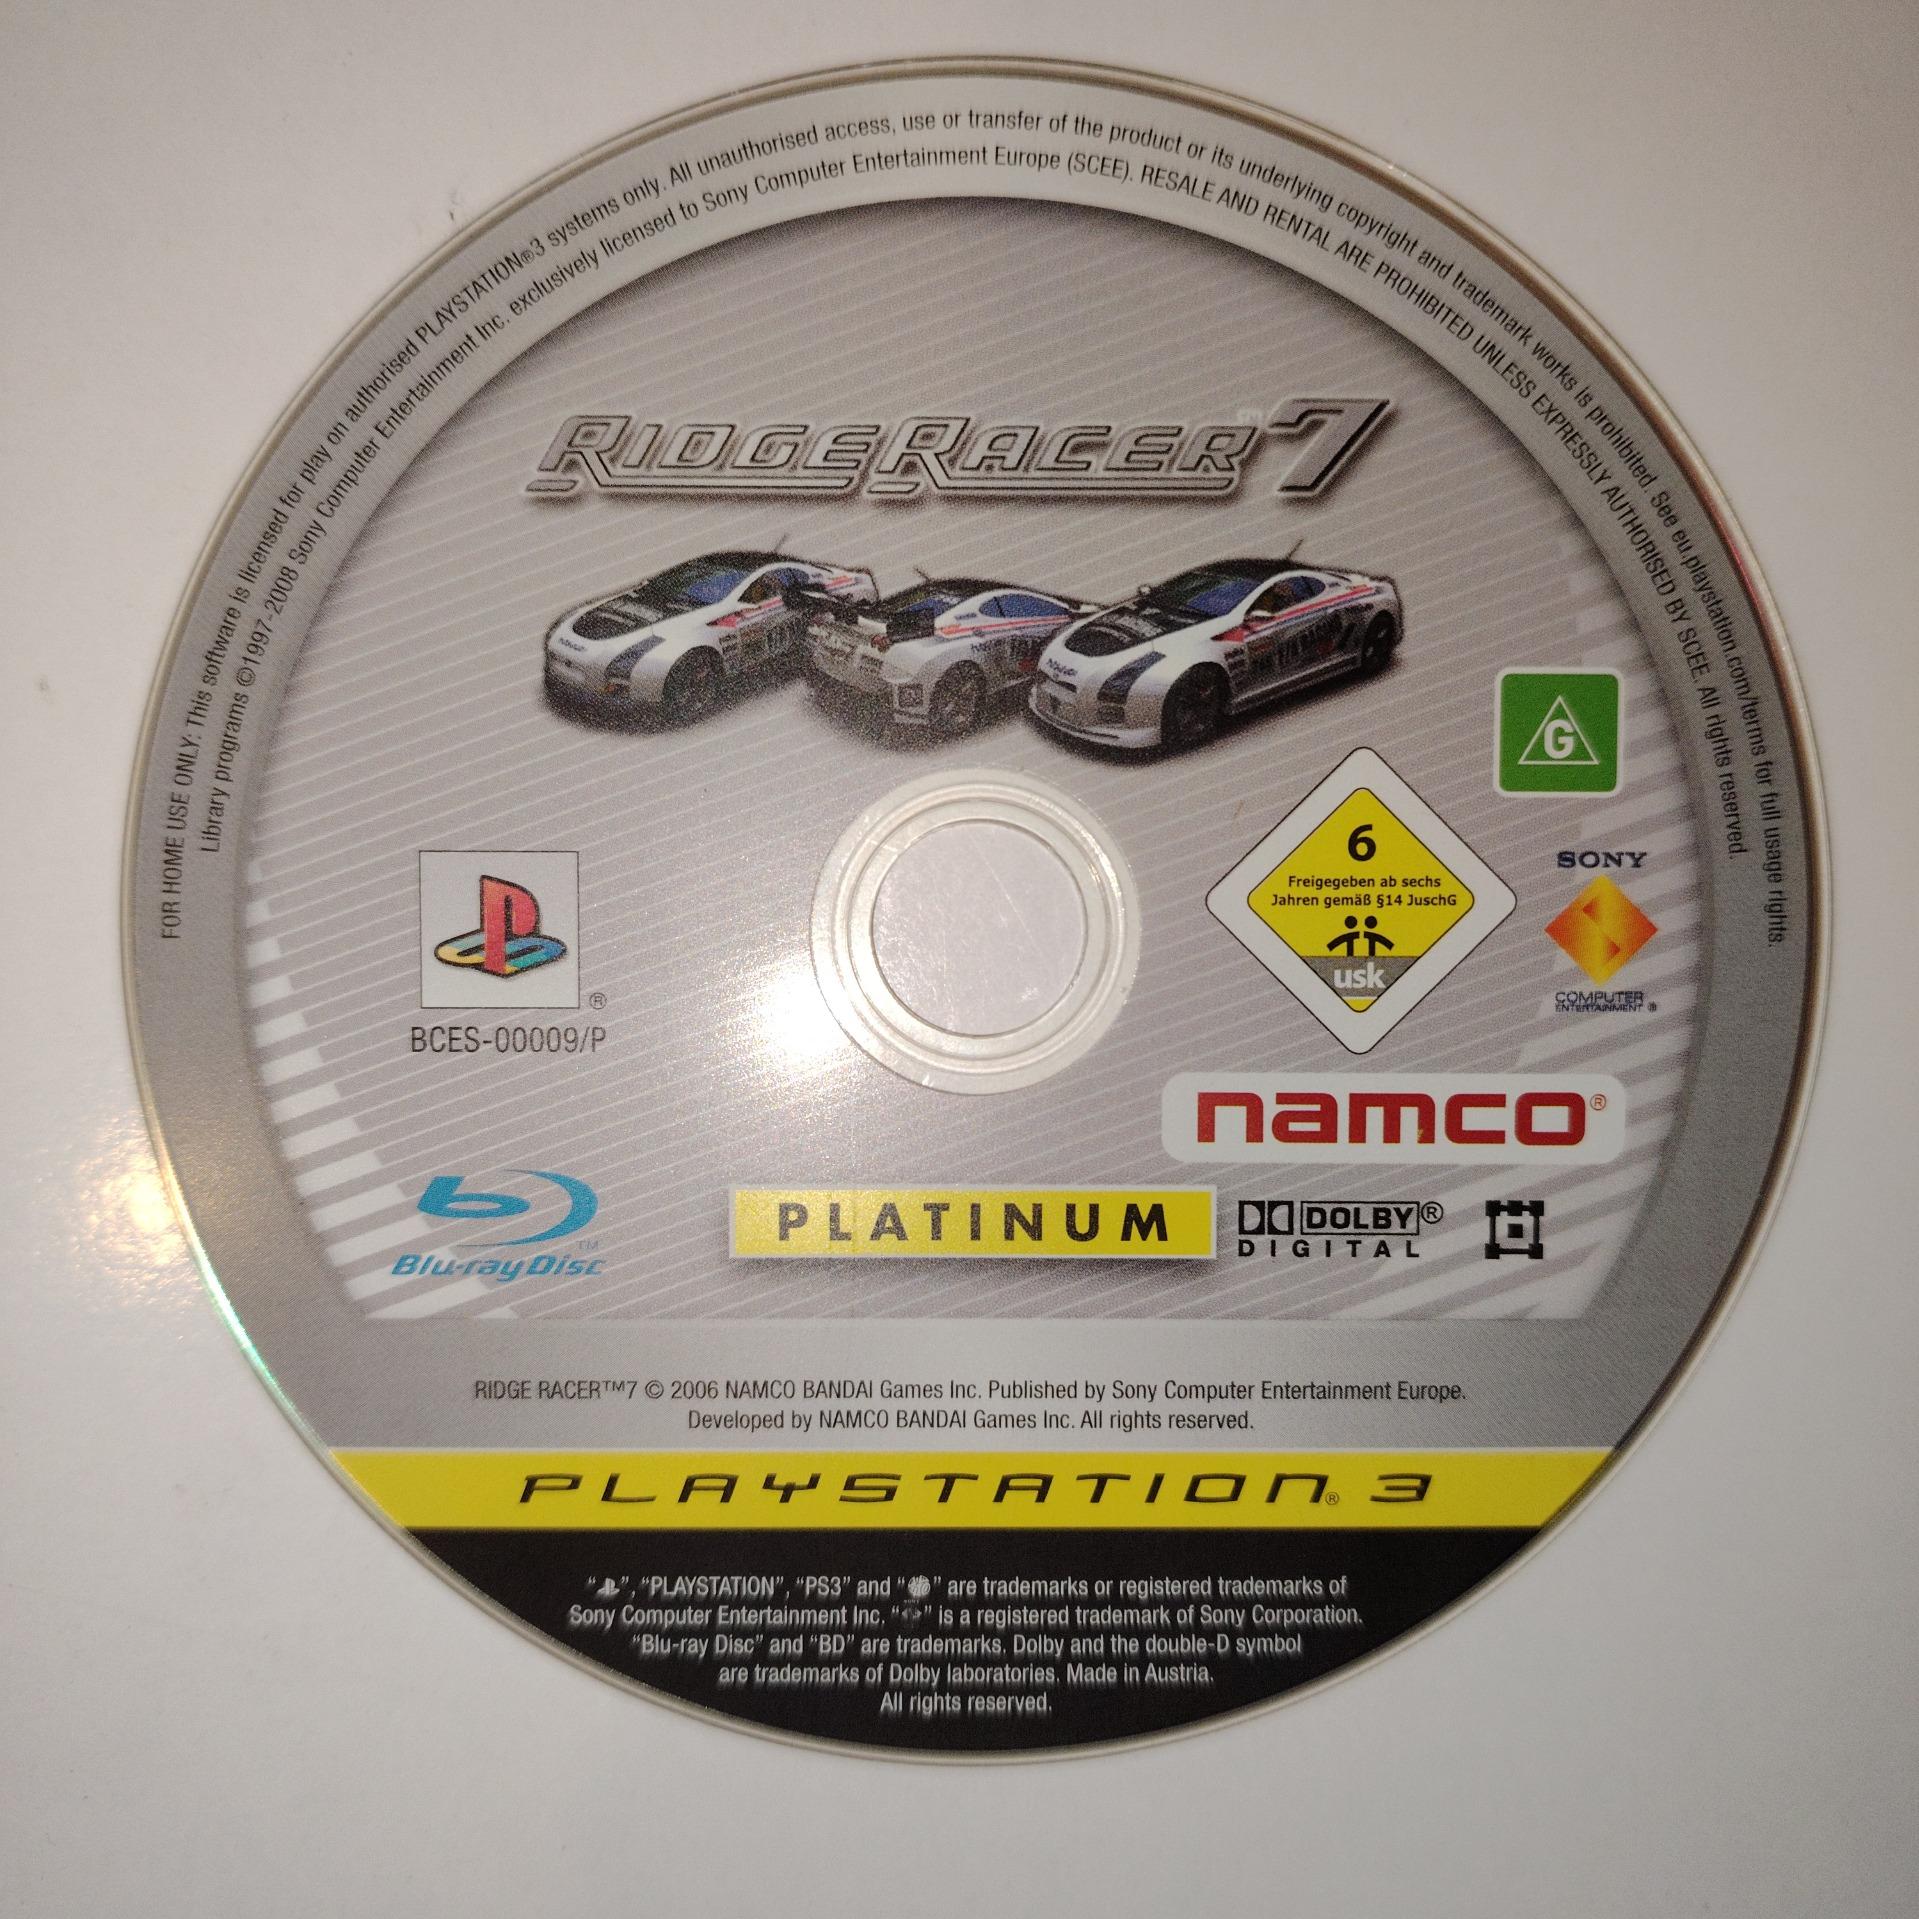 FOR HOME USE ONLY: This software is licensed for play on authorised PLAYSTATION®3 systems only. All unauthorised access, use or transfer of the product or its underlying copyright and trademark works is prohibited. See eu.playstation.com/terms for full usage rights.
Library programs ©1997-2008 Sony Computer Entertainment Inc. exclusively licensed to Sony Computer Entertainment Europe (SCEE). RESALE AND RENTAL ARE PROHIBITED UNLESS EXPRESSLY AUTHORISED BY SCEE. All rights reserved.
RIDGE RACER™7
G
6
Freigegeben ab sechs
Jahren gemäß §14 JuschG
usk
SONY
COMPUTER
ENTERTAINMENT ®
®
BCES-00009/P
namco®
Blu-ray Disc™
PLATINUM
DOLBY®
DIGITAL
RIDGE RACER™7 © 2006 NAMCO BANDAI Games Inc. Published by Sony Computer Entertainment Europe.
Developed by NAMCO BANDAI Games Inc. All rights reserved.
PLAYSTATION®3
“ ”, “PLAYSTATION”, “PS3” and “ ” are trademarks or registered trademarks of
Sony Computer Entertainment Inc. “ ” is a registered trademark of Sony Corporation.
“Blu-ray Disc” and “BD” are trademarks. Dolby and the double-D symbol
are trademarks of Dolby laboratories. Made in Austria.
All rights reserved.